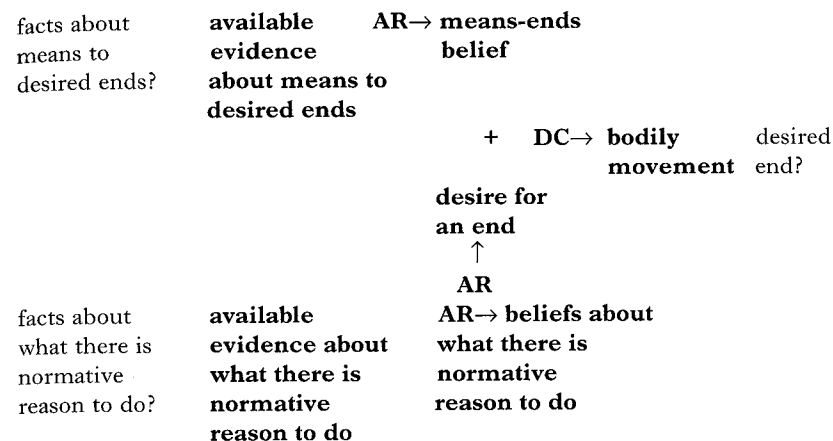 facts about available AR→ means-ends
means to evidence belief
desired ends? about means to
desired ends
+ DC→ bodily desired
movement end?
desire for
an end
↑
AR
facts about available AR→ beliefs about
what there is evidence about what there is
normative what there is normative
reason to do? normative reason to do
reason to do